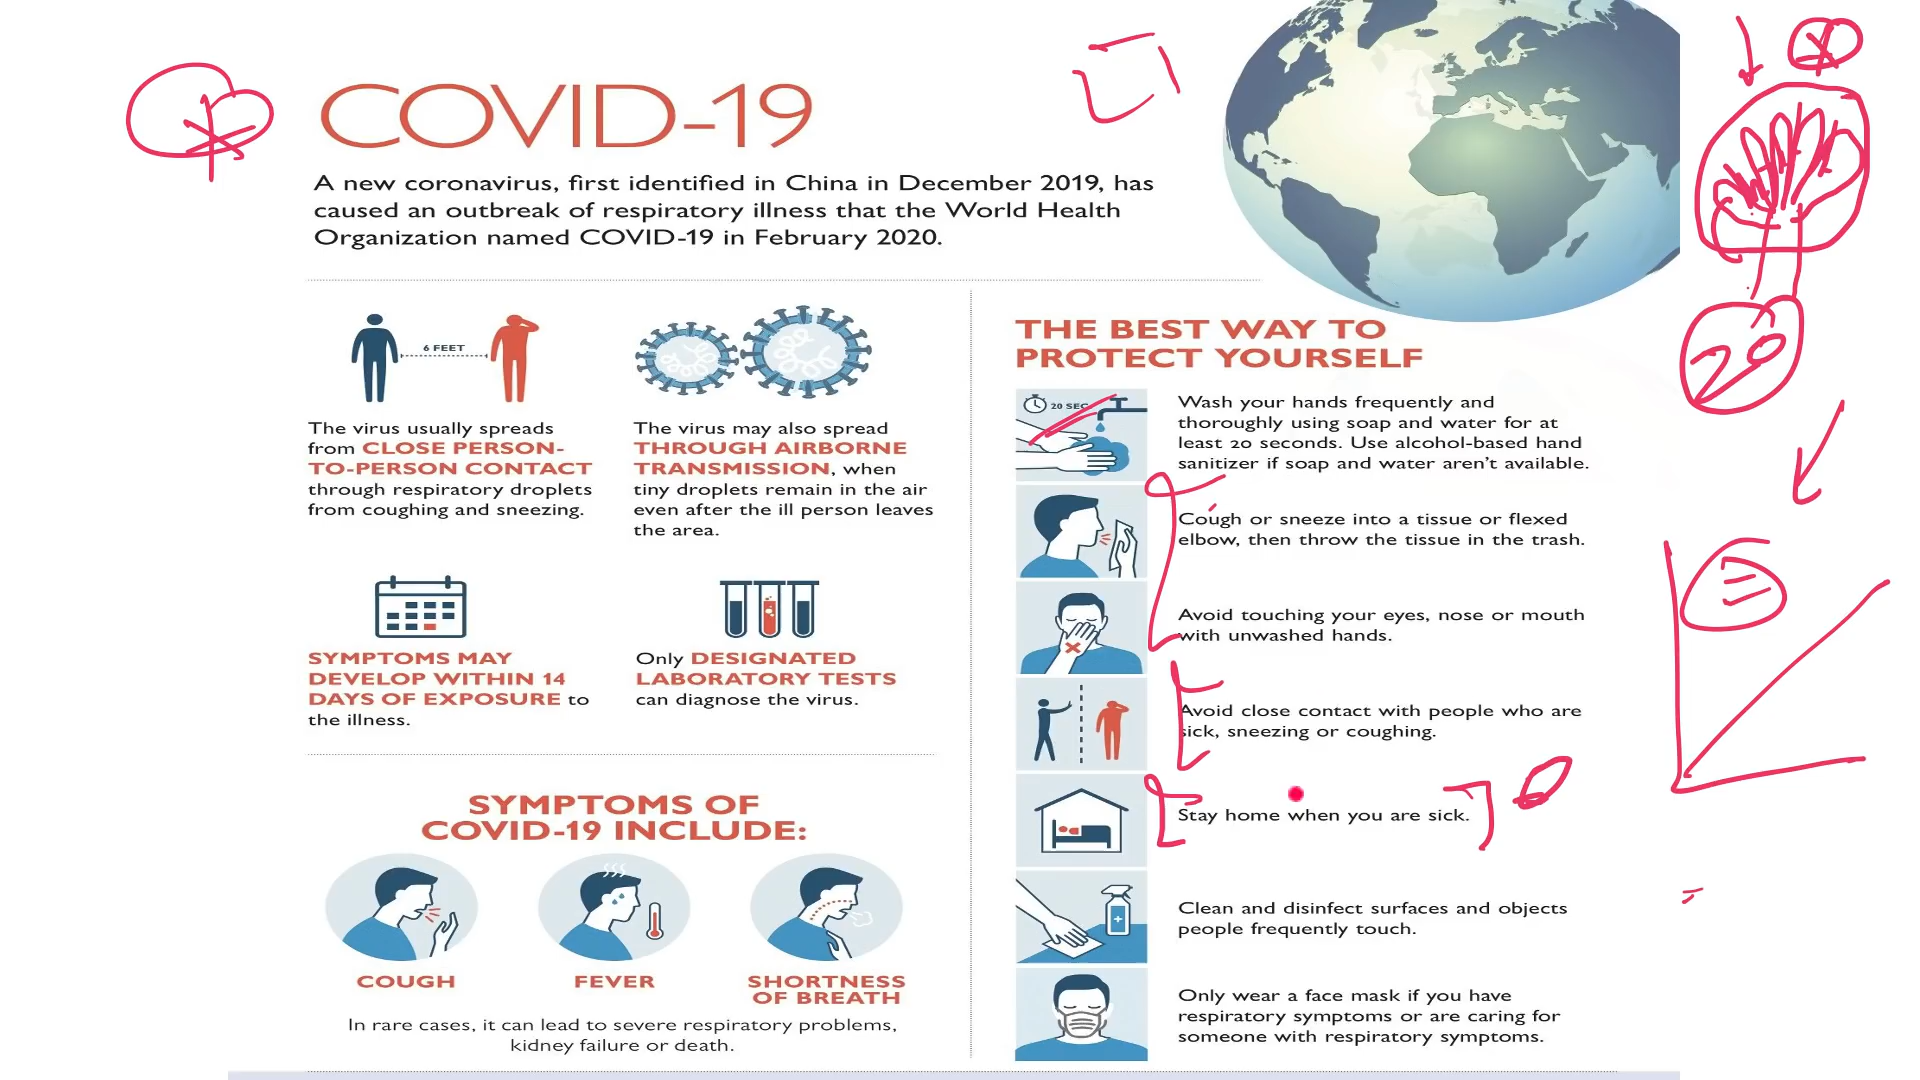 COVID-19
A new coronavirus, first identified in China in December 2019, has
caused an outbreak of respiratory illness that the World Health
Organization named COVID-19 in February 2020.
6 FEET
The virus usually spreads
from CLOSE PERSON-
TO-PERSON CONTACT
through respiratory droplets
from coughing and sneezing.
The virus may also spread
THROUGH AIRBORNE
TRANSMISSION, when
tiny droplets remain in the air
even after the ill person leaves
the area.
SYMPTOMS MAY
DEVELOP WITHIN 14
DAYS OF EXPOSURE to
the illness.
Only DESIGNATED
LABORATORY TESTS
can diagnose the virus.
SYMPTOMS OF
COVID-19 INCLUDE:
COUGH
FEVER
SHORTNESS
OF BREATH
In rare cases, it can lead to severe respiratory problems,
kidney failure or death.
THE BEST WAY TO
PROTECT YOURSELF
20 SEC
Wash your hands frequently and
thoroughly using soap and water for at
least 20 seconds. Use alcohol-based hand
sanitizer if soap and water aren't available.
Cough or sneeze into a tissue or flexed
elbow, then throw the tissue in the trash.
Avoid touching your eyes, nose or mouth
with unwashed hands.
Avoid close contact with people who are
sick, sneezing or coughing.
Stay home when you are sick.
Clean and disinfect surfaces and objects
people frequently touch.
Only wear a face mask if you have
respiratory symptoms or are caring for
someone with respiratory symptoms.
20